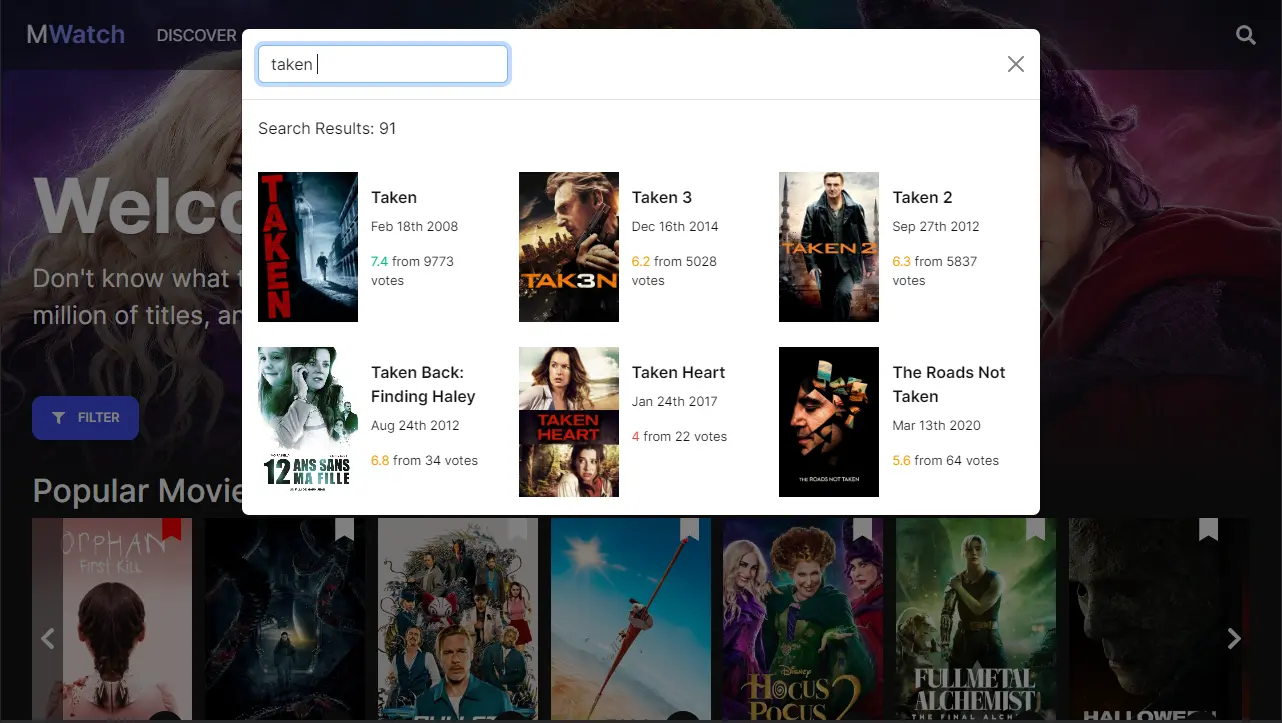 MWatch
DISCOVER
taken
Search Results: 91
TAKEN
Taken
Feb 18th 2008
7.4 from 9773
votes
TAK3N
Taken 3
Dec 16th 2014
6.2 from 5028
votes
TAKEN 2
Taken 2
Sep 27th 2012
6.3 from 5837
votes
12 ANS SANS
MA FILLE
Taken Back:
Finding Haley
Aug 24th 2012
6.8 from 34 votes
TAKEN
HEART
Taken Heart
Jan 24th 2017
4 from 22 votes
THE ROADS NOT TAKEN
The Roads Not
Taken
Mar 13th 2020
5.6 from 64 votes
Welco
Don't know what t
million of titles, an
FILTER
Popular Movie
ORPHAN
First Kill
BULLET
Disney
HOCUS
POCUS 2
FULLMETAL
ALCHEMIST
THE FINAL ALCH
HALLOWEEN